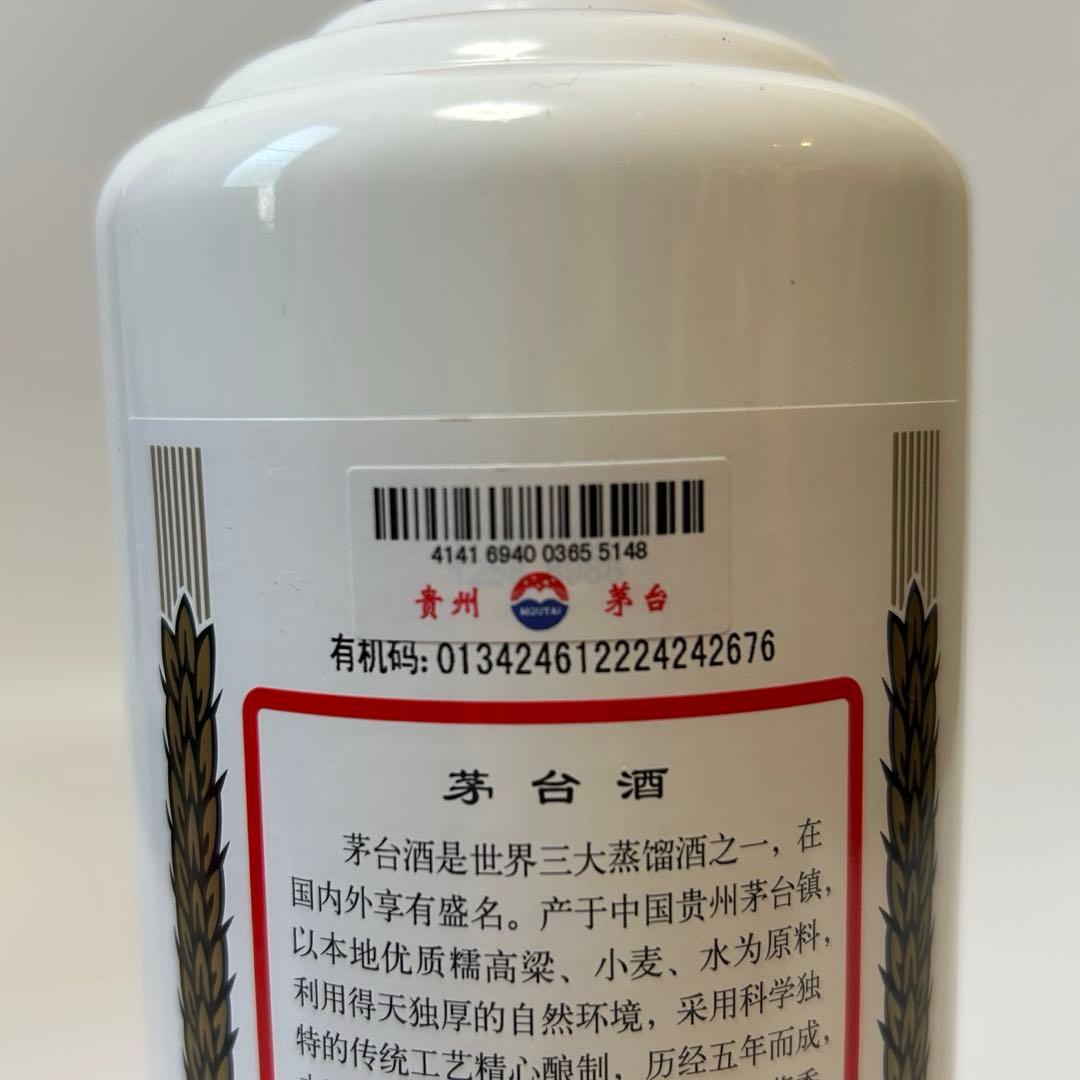 4141 6940 0365 5148
贵州 MOUTAI 茅台
有机码:0134246122242​42676
茅台酒
茅台酒是世界三大蒸馏酒之一，在
国内外享有盛名。产于中国贵州茅台镇，
以本地优质糯高粱、小麦、水为原料，
利用得天独厚的自然环境，采用科学独
特的传统工艺精心酿制，历经五年而成，